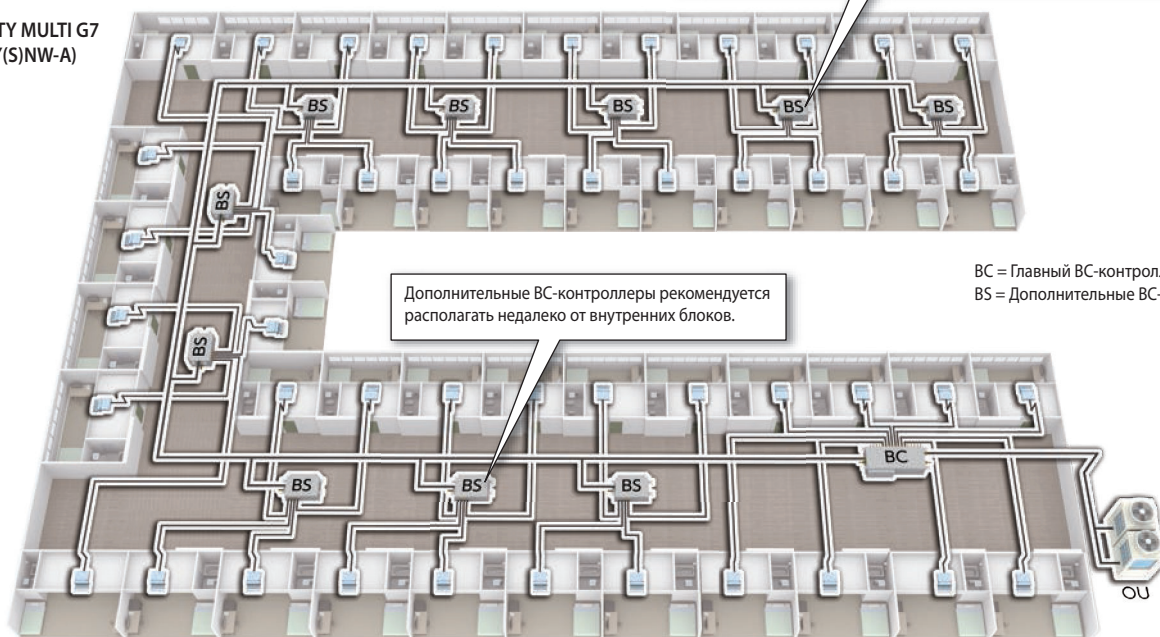 TY MULTI G7
(S)NW-A)
BS
BS
BS
BS
BS
BS
Дополнительные BC-контроллеры рекомендуется
располагать недалеко от внутренних блоков.
BC = Главный BC-контрол
BS = Дополнительные BC-
BS
BC
BS
BS
BS
OU